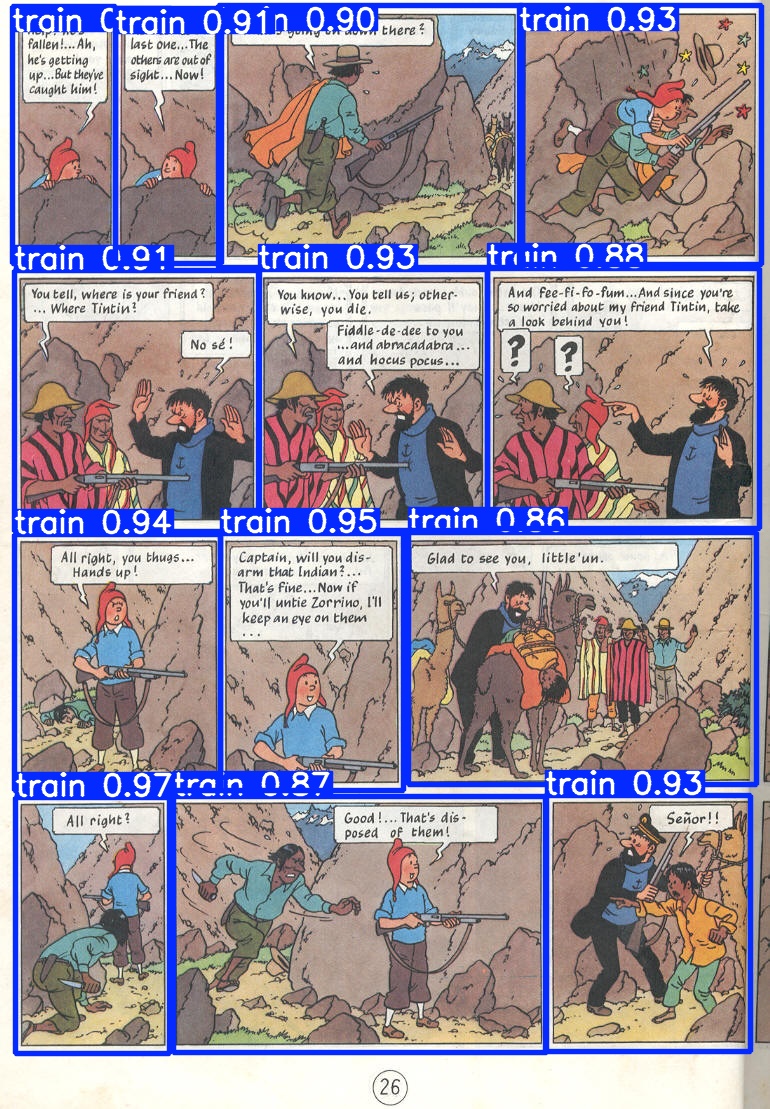 train
train 0.91
0.90
train 0.93
fallen!...Ah,
he's getting
up...But they've
caught him!
last one...The
others are out of
sight...Now!
down there?
train 0.91
train 0.93
train 0.88
You tell, where is your friend?
... Where Tintin?
No sé!
You know...You tell us; other-
wise, you die.
Fiddle-de-dee to you
...and abracadabra...
and hocus pocus...
And fee-fi-fo-fum...And since you're
so worried about my friend Tintin, take
a look behind you!
?
?
train 0.94
train 0.95
train 0.86
All right, you thugs...
Hands up!
Captain, will you dis-
arm that Indian?...
That's fine...Now if
you'll untie Zorrino, I'll
keep an eye on them
...
Glad to see you, little'un.
train 0.97
train 0.87
train 0.93
All right?
Good!...That's dis-
posed of them!
Señor!!
26